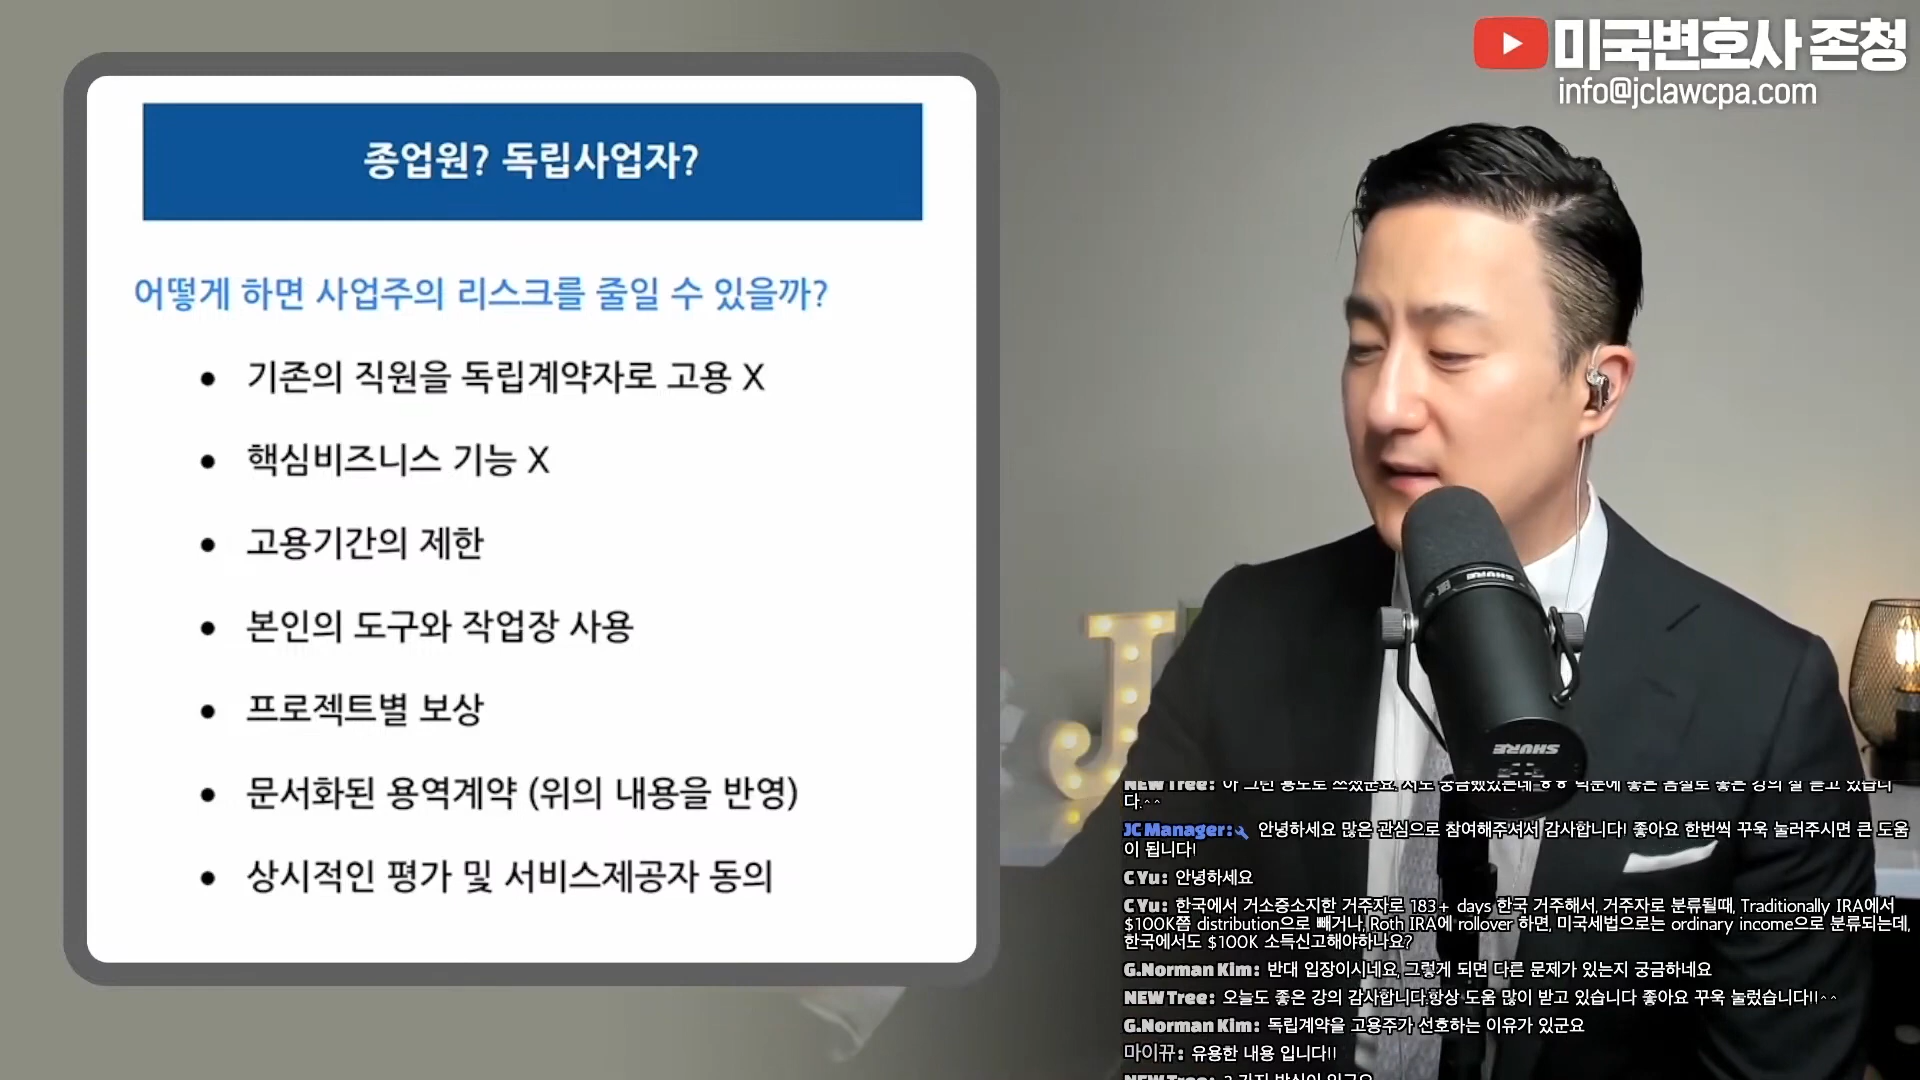 미국변호사 존청
info@jclawcpa.com
종업원? 독립사업자?
어떻게 하면 사업주의 리스크를 줄일 수 있을까?
기존의 직원을 독립계약자로 고용 X
핵심비즈니스 기능 X
고용기간의 제한
본인의 도구와 작업장 사용
프로젝트별 보상
문서화된 용역계약 (위의 내용을 반영)
상시적인 평가 및 서비스제공자 동의
SHURE
SHURE
J
다.^^
JC Manager: 안녕하세요 많은 관심으로 참여해주셔서 감사합니다! 좋아요 한번씩 꾸욱 눌러주시면 큰 도움
이 됩니다!
C Yu: 안녕하세요
C Yu: 한국에서 거소증소지한 거주자로 183+ days 한국 거주해서, 거주자로 분류될때, Traditionally IRA에서
$100K쯤 distribution으로 빼거나, Roth IRA에 rollover 하면, 미국세법으로는 ordinary income으로 분류되는데,
한국에서도 $100K 소득신고해야하나요?
G.Norman Kim: 반대 입장이시네요, 그렇게 되면 다른 문제가 있는지 궁금하네요
NEW Tree: 오늘도 좋은 강의 감사합니다.항상 도움 많이 받고 있습니다 좋아요 꾸욱 눌렀습니다!!^^
G.Norman Kim: 독립계약을 고용주가 선호하는 이유가 있군요
마이뀨: 유용한 내용 입니다!!